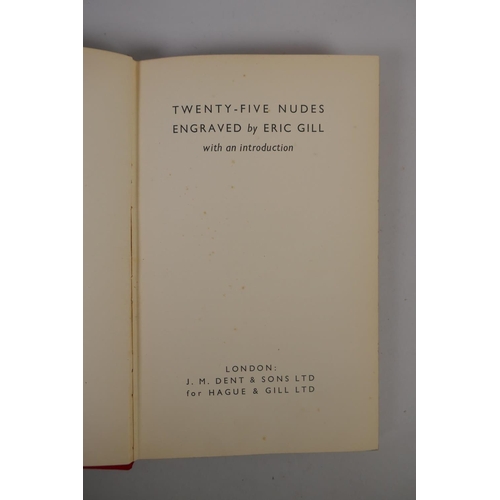 TWENTY-FIVE NUDES
ENGRAVED by ERIC GILL
with an introduction
LONDON:
J. M. DENT & SONS LTD
for HAGUE & GILL LTD